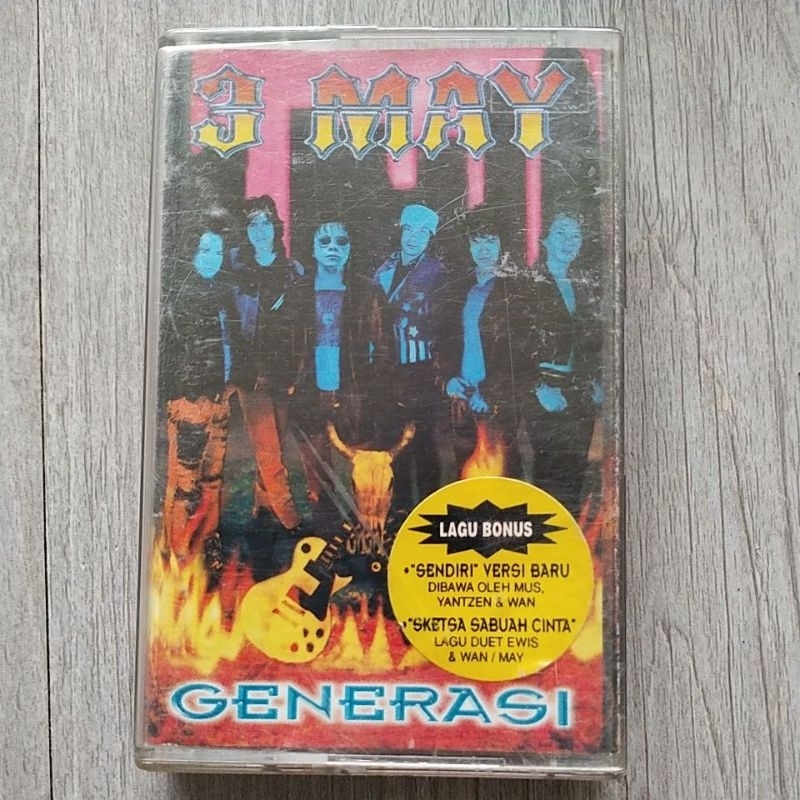 3 MAY
LAGU BONUS
•"SENDIRI" VERSI BARU
DIBAWA OLEH MUS,
YANTZEN & WAN
•"SKETSA SABUAH CINTA"
LAGU DUET EWIS
& WAN / MAY
GENERASI